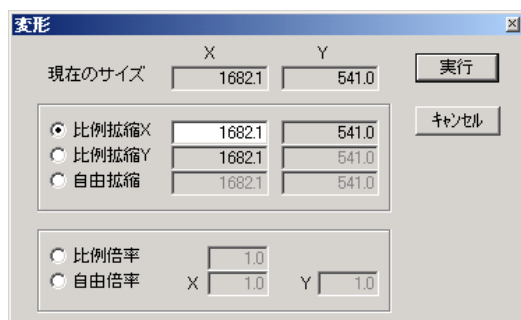 変形
X Y
現在のサイズ 1682.1 541.0 実行
キャンセル
比例拡縮X 1682.1 541.0
比例拡縮Y 1682.1 541.0
自由拡縮 1682.1 541.0
比例倍率 1.0
自由倍率 X 1.0 Y 1.0